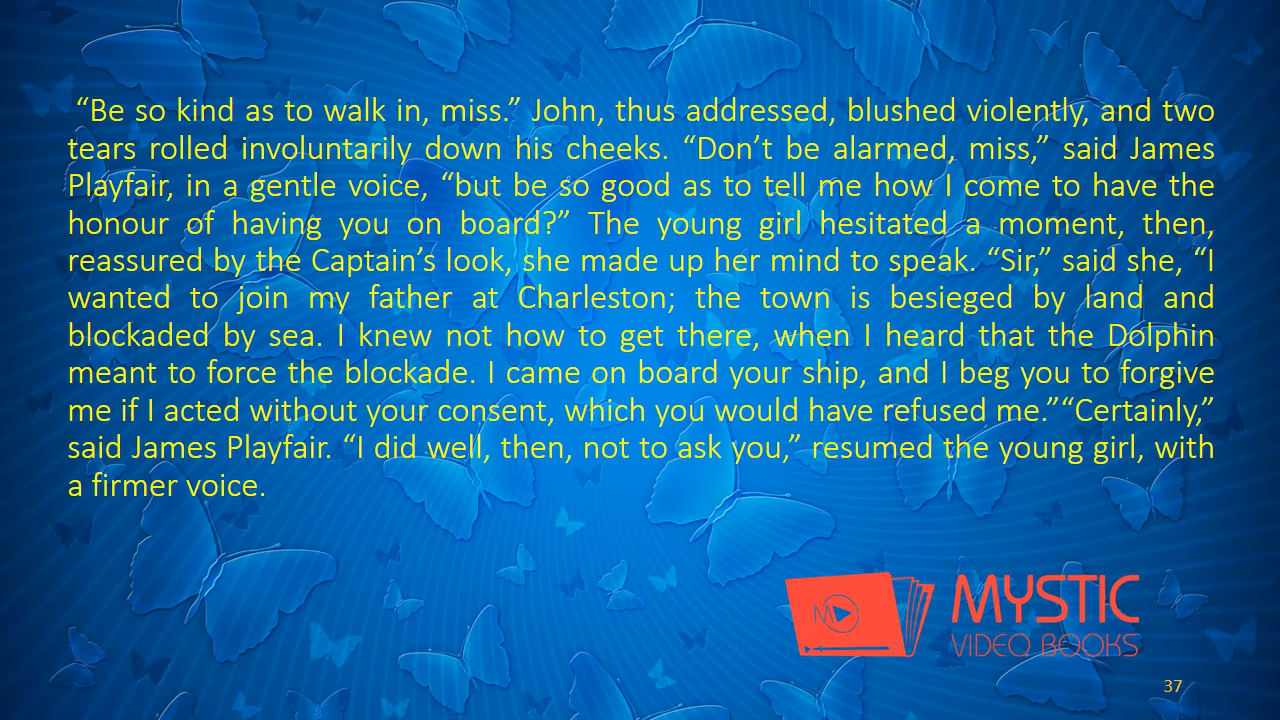 “Be so kind as to walk in, miss.” John, thus addressed, blushed violently, and two
tears rolled involuntarily down his cheeks. “Don’t be alarmed, miss,” said James
Playfair, in a gentle voice, “but be so good as to tell me how I come to have the
honour of having you on board?” The young girl hesitated a moment, then,
reassured by the Captain’s look, she made up her mind to speak. “Sir,” said she, “I
wanted to join my father at Charleston; the town is besieged by land and
blockaded by sea. I knew not how to get there, when I heard that the Dolphin
meant to force the blockade. I came on board your ship, and I beg you to forgive
me if I acted without your consent, which you would have refused me.”“Certainly,”
said James Playfair. “I did well, then, not to ask you,” resumed the young girl, with
a firmer voice.
M
MYSTIC
VIDEO BOOKS
37